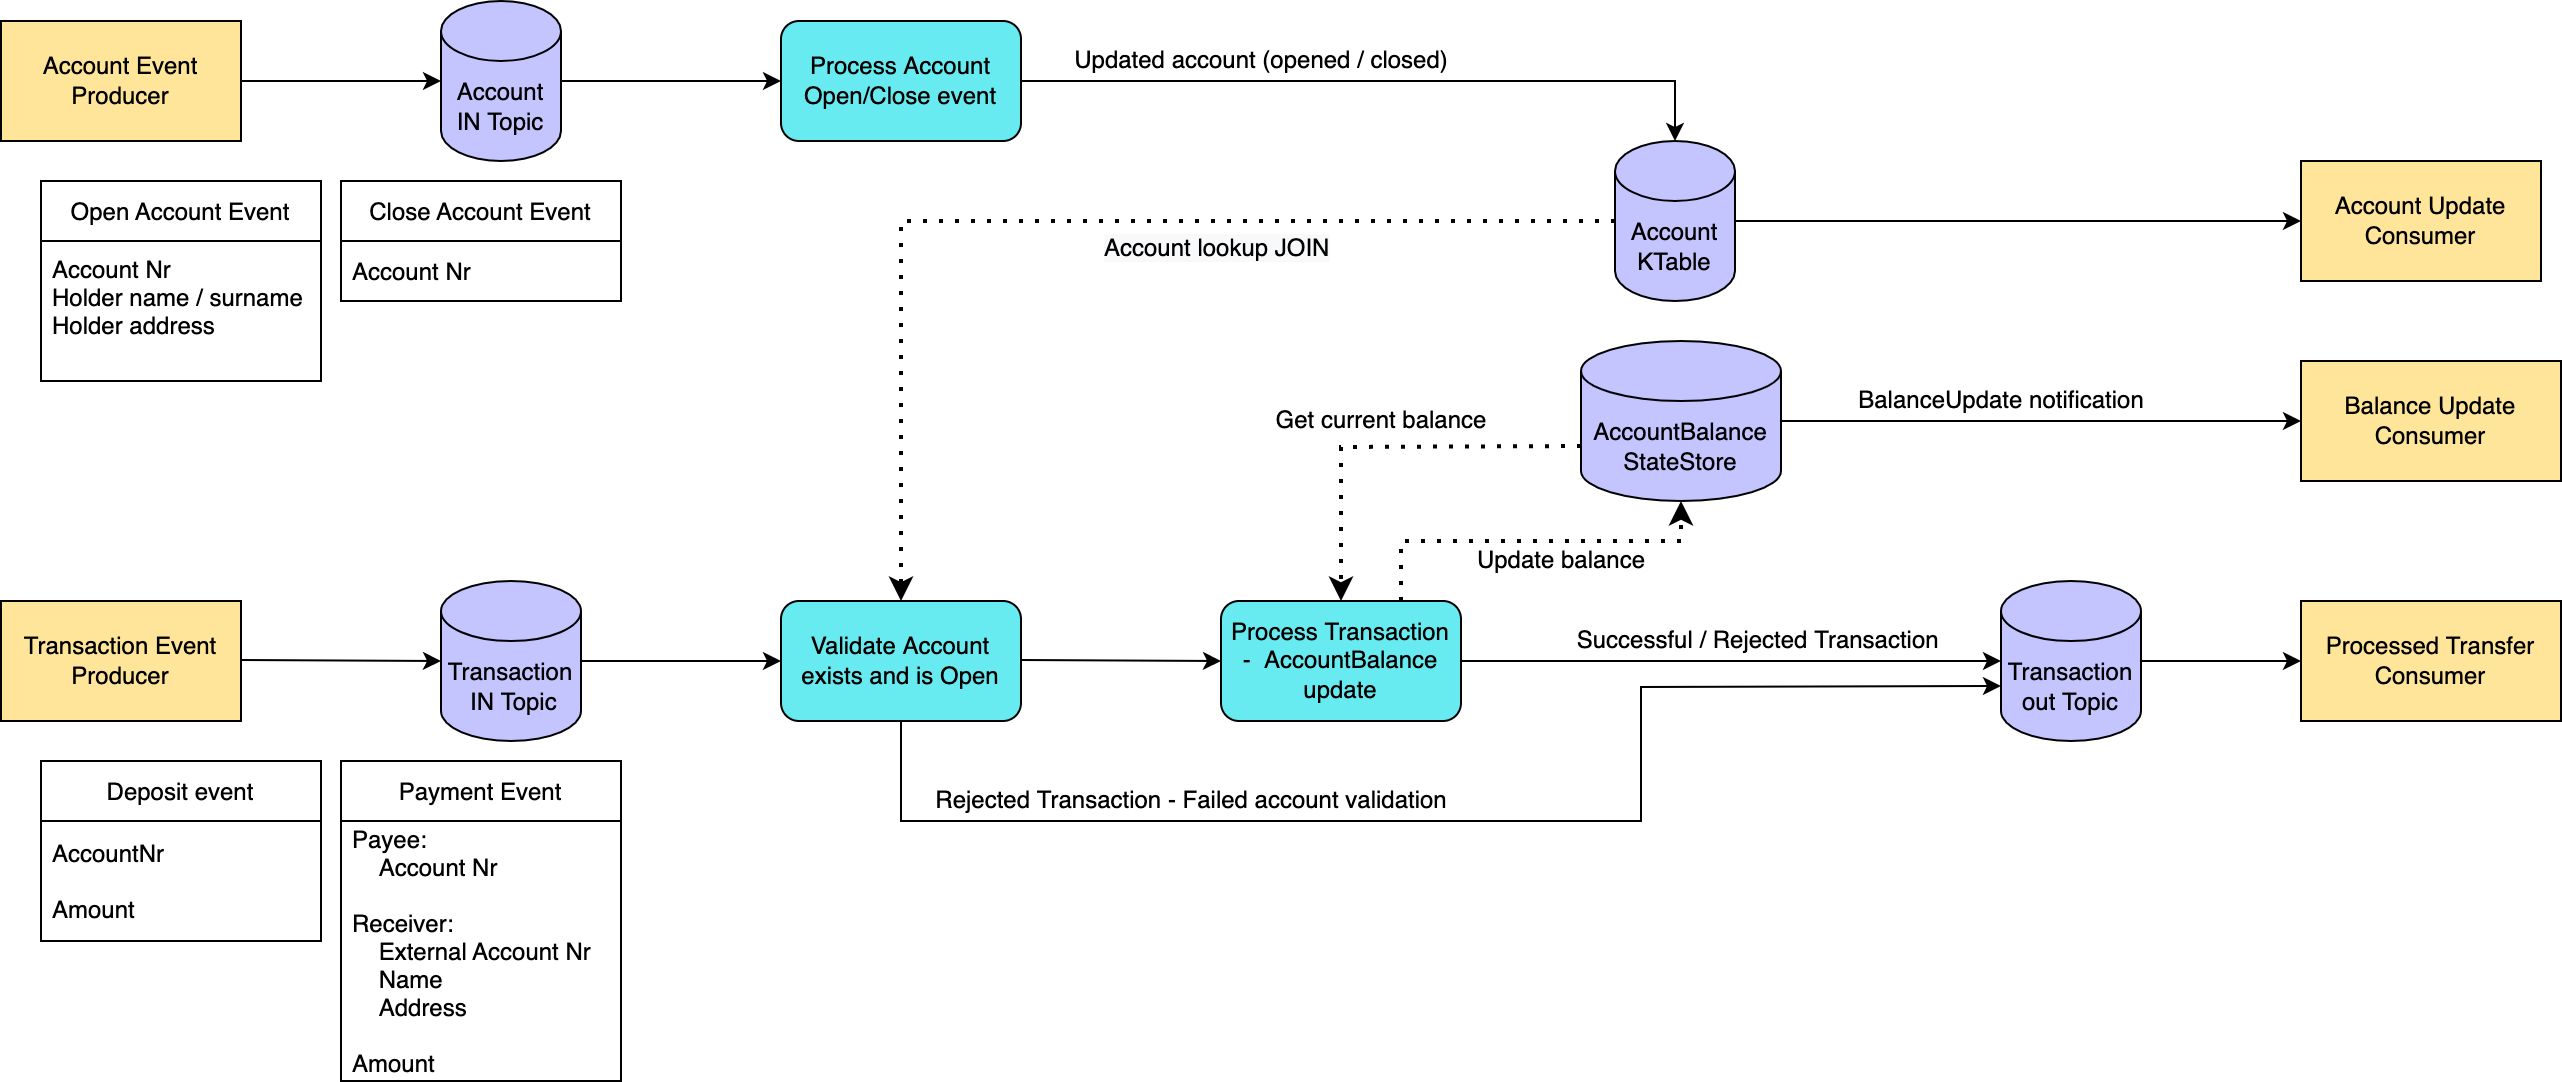 Account Event
Producer
Account
IN Topic
Process Account
Open/Close event
Updated account (opened / closed)
Open Account Event
Account Nr
Holder name / surname
Holder address
Close Account Event
Account Nr
Account lookup JOIN
Account
KTable
Account Update
Consumer
Get current balance
AccountBalance
StateStore
BalanceUpdate notification
Balance Update
Consumer
Update balance
Transaction Event
Producer
Transaction
IN Topic
Validate Account
exists and is Open
Process Transaction
- AccountBalance
update
Successful / Rejected Transaction
Transaction
out Topic
Processed Transfer
Consumer
Rejected Transaction - Failed account validation
Deposit event
AccountNr
Amount
Payment Event
Payee:
Account Nr
Receiver:
External Account Nr
Name
Address
Amount